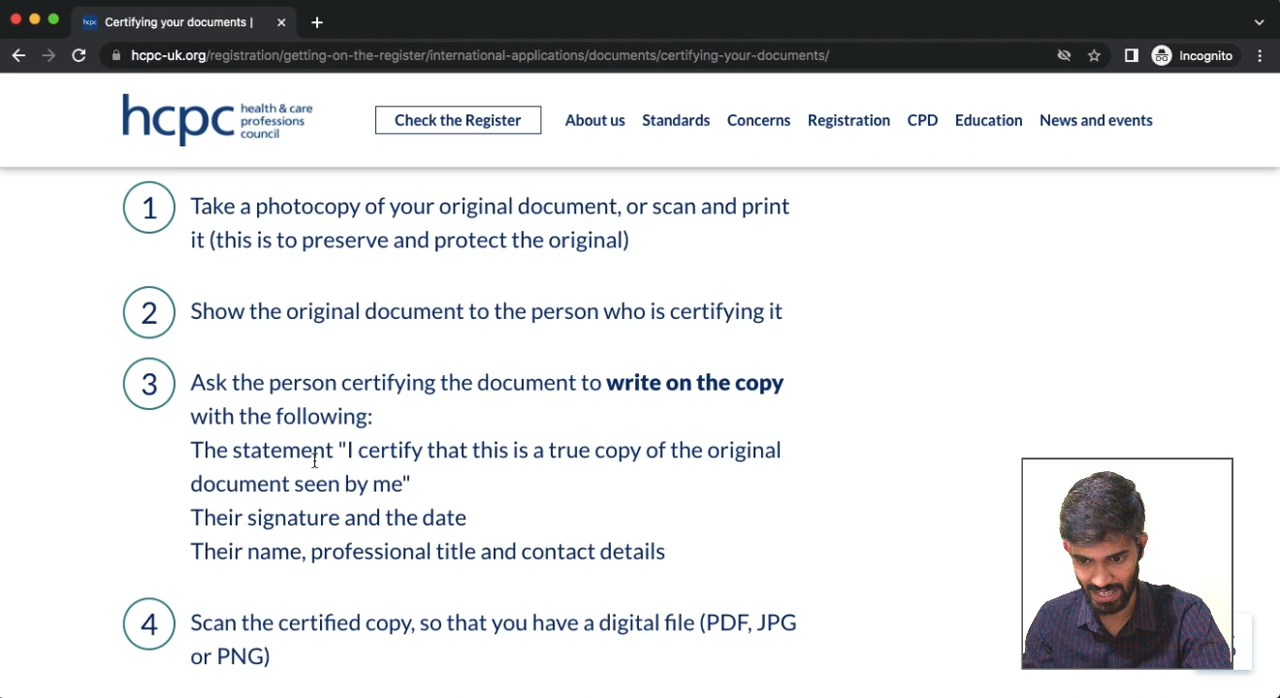 hcpc Certifying your documents |
hcpc-uk.org/registration/getting-on-the-register/international-applications/documents/certifying-your-documents/
Incognito
hcpc health & care
professions
council
Check the Register
About us
Standards
Concerns
Registration
CPD
Education
News and events
1 Take a photocopy of your original document, or scan and print
it (this is to preserve and protect the original)
2 Show the original document to the person who is certifying it
3 Ask the person certifying the document to write on the copy
with the following:
The statement "I certify that this is a true copy of the original
document seen by me"
Their signature and the date
Their name, professional title and contact details
4 Scan the certified copy, so that you have a digital file (PDF, JPG
or PNG)